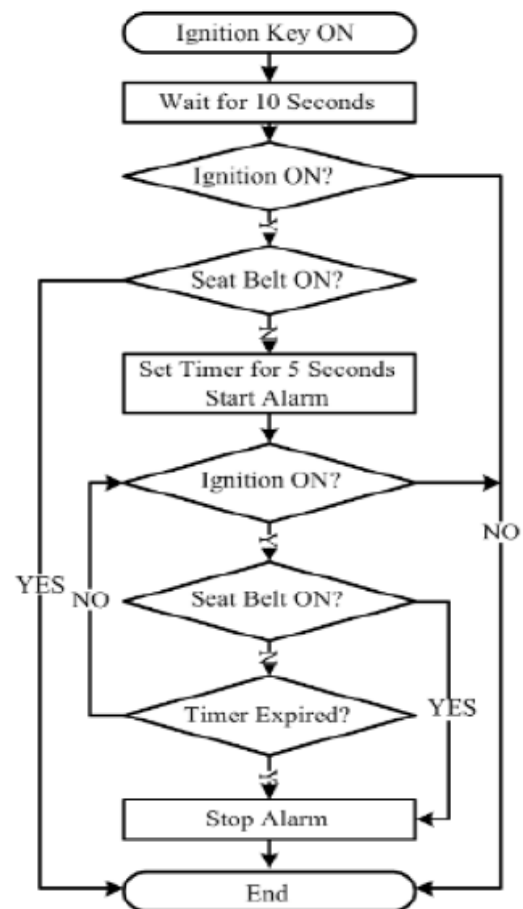 Ignition Key ON
Wait for 10 Seconds
Ignition ON?
Y
Seat Belt ON?
N
Set Timer for 5 Seconds
Start Alarm
Ignition ON?
NO
Y
YES
NO
Seat Belt ON?
N
Timer Expired?
YES
Y
Stop Alarm
End